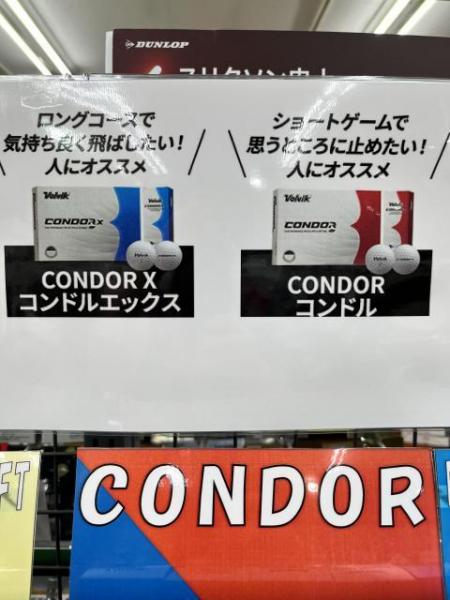 DUNLOP
ロングコースで
気持ち良く飛ばしたい!
人にオススメ
ショートゲームで
思うところに止めたい!
人にオススメ
Volvik
CONDOR X
Volvik
CONDOR
CONDOR X
コンドルエックス
CONDOR
コンドル
FT
CONDOR